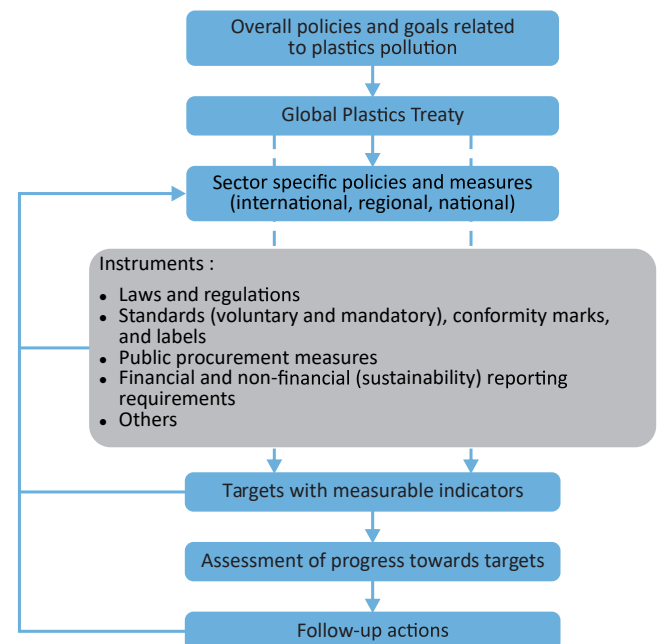 Overall policies and goals related
to plastics pollution
Global Plastics Treaty
Sector specific policies and measures
(international, regional, national)
Instruments :
• Laws and regulations
• Standards (voluntary and mandatory), conformity marks,
and labels
• Public procurement measures
• Financial and non-financial (sustainability) reporting
requirements
• Others
Targets with measurable indicators
Assessment of progress towards targets
Follow-up actions